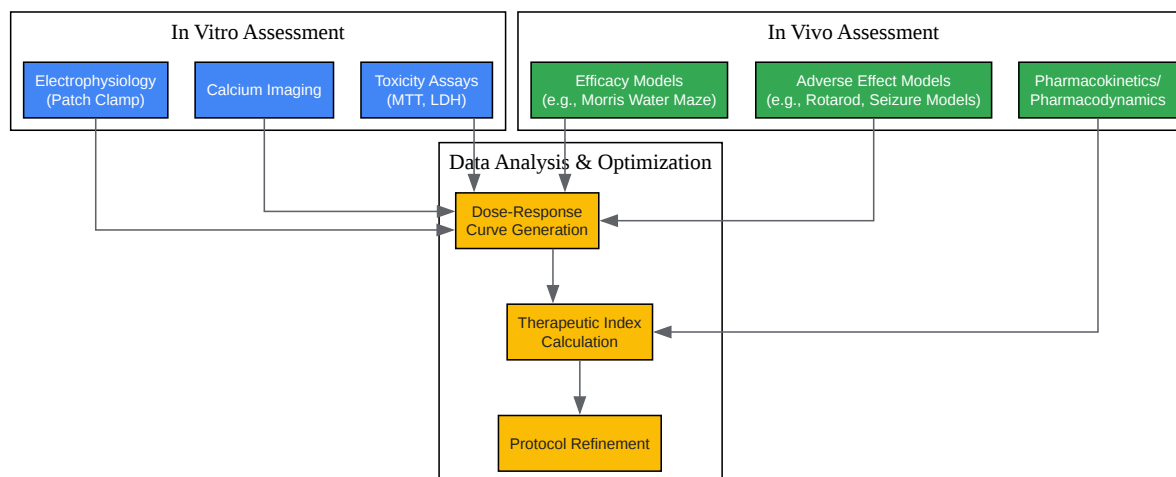 In Vitro Assessment
In Vivo Assessment
Electrophysiology
(Patch Clamp)
Calcium Imaging
Toxicity Assays
(MTT, LDH)
Efficacy Models
(e.g., Morris Water Maze)
Adverse Effect Models
(e.g., Rotarod, Seizure Models)
Pharmacokinetics/
Pharmacodynamics
Data Analysis & Optimization
Dose-Response
Curve Generation
Therapeutic Index
Calculation
Protocol Refinement